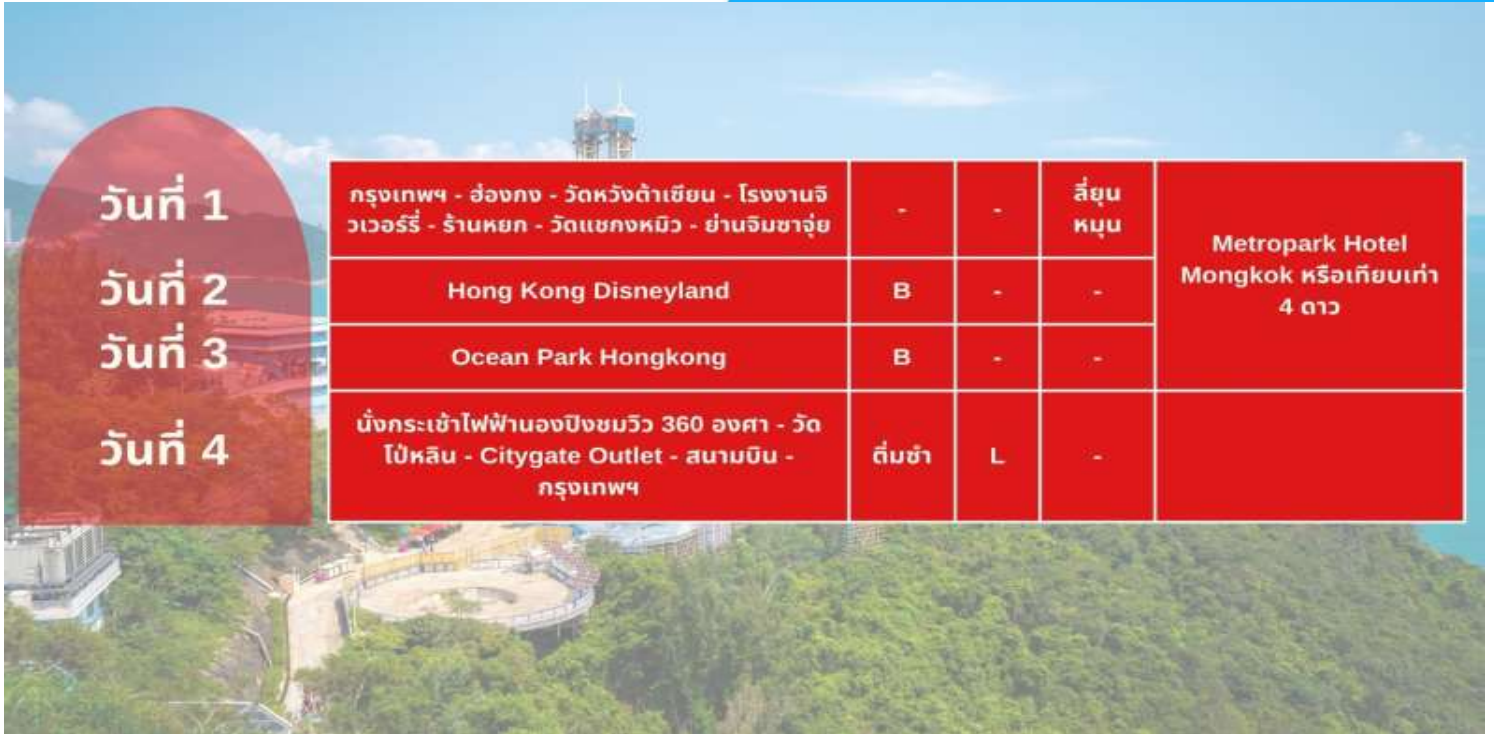 วันที่ 1
กรุงเทพฯ - ฮ่องกง - วัดหวังต้าเซียน - โรงงานจิ
วเวอร์รี่ - ร้านหยก - วัดแชกงหมิว - ย่านจิมซาจุ่ย
-
-
ลี่ยุน
หมุน
Metropark Hotel
Mongkok หรือเทียบเท่า
4 ดาว
วันที่ 2
Hong Kong Disneyland
B
-
-
วันที่ 3
Ocean Park Hongkong
B
-
-
วันที่ 4
นั่งกระเช้าไฟฟ้านองปิงชมวิว 360 องศา - วัด
โป่หลิน - Citygate Outlet - สนามบิน -
กรุงเทพฯ
ติ่มซำ
L
-